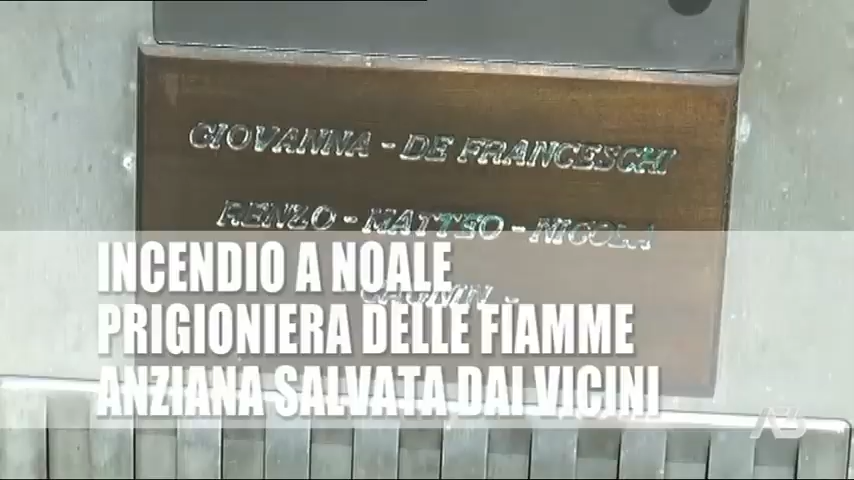 GIOVANNA - DE FRANCESCHI
RENZO - MATTEO - NICOLA
INCENDIO A NOALE
PRIGIONIERA DELLE FIAMME
ANZIANA SALVATA DAI VICINI